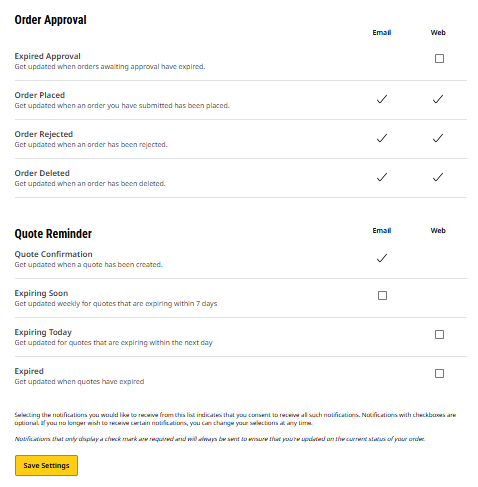 Order Approval
Email Web
Expired Approval
Get updated when orders awaiting approval have expired.
Order Placed
Get updated when an order you have submitted has been placed.
Order Rejected
Get updated when an order has been rejected.
Order Deleted
Get updated when an order has been deleted.
Quote Reminder
Email Web
Quote Confirmation
Get updated when a quote has been created.
Expiring Soon
Get updated weekly for quotes that are expiring within 7 days
Expiring Today
Get updated for quotes that are expiring within the next day
Expired
Get updated when quotes have expired
Selecting the notifications you would like to receive from this list indicates that you consent to receive all such notifications. Notifications with checkboxes are
optional. If you no longer wish to receive certain notifications, you can change your selections at any time.
Notifications that only display a check mark are required and will always be sent to ensure that you're updated on the current status of your order.
Save Settings